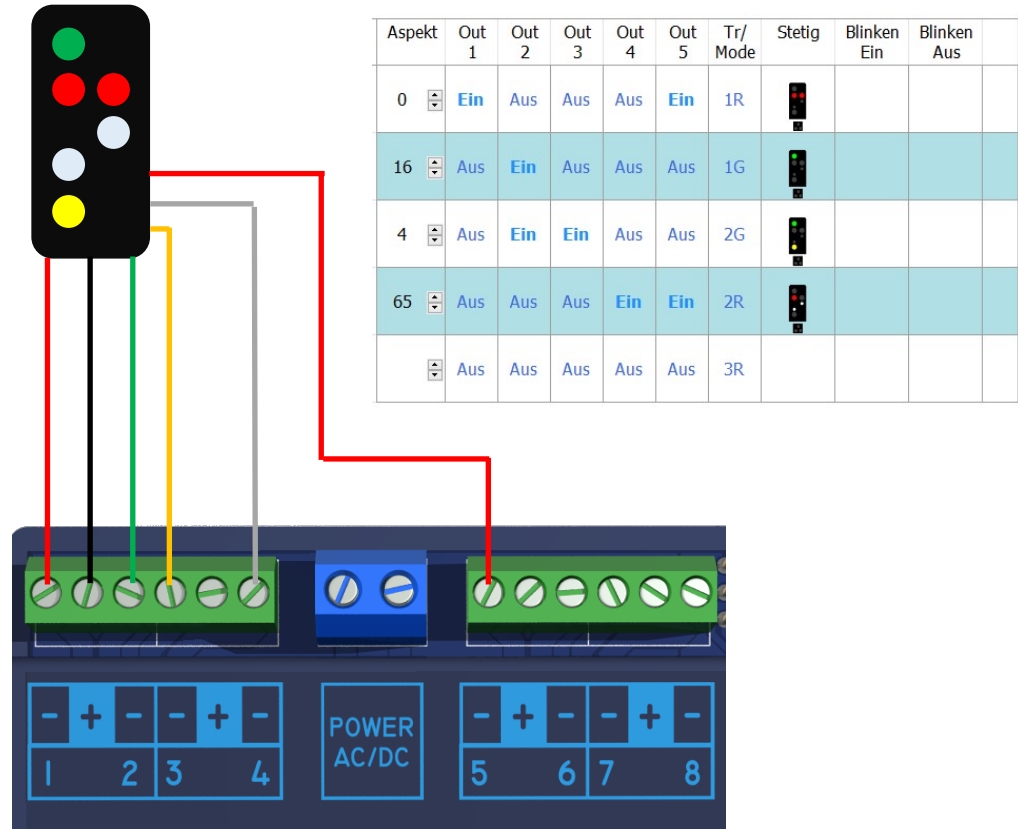 Aspekt Out 1 Out 2 Out 3 Out 4 Out 5 Tr/ Mode Stetig Blinken Ein Blinken Aus
0 Ein Aus Aus Aus Ein 1R
16 Aus Ein Aus Aus Aus 1G
4 Aus Ein Ein Aus Aus 2G
65 Aus Aus Aus Ein Ein 2R
Aus Aus Aus Aus Aus 3R
- + - - + - POWER - + - - + -
1 2 3 4 AC/DC 5 6 7 8